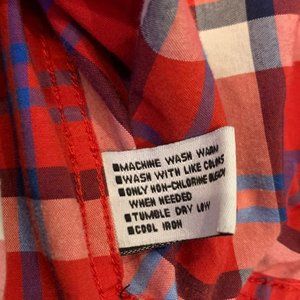 ■MACHINE WASH WARM
■WASH WITH LIKE COLORS
■ONLY NON-CHLORINE BLEACH
WHEN NEEDED
■TUMBLE DRY LOW
■COOL IRON